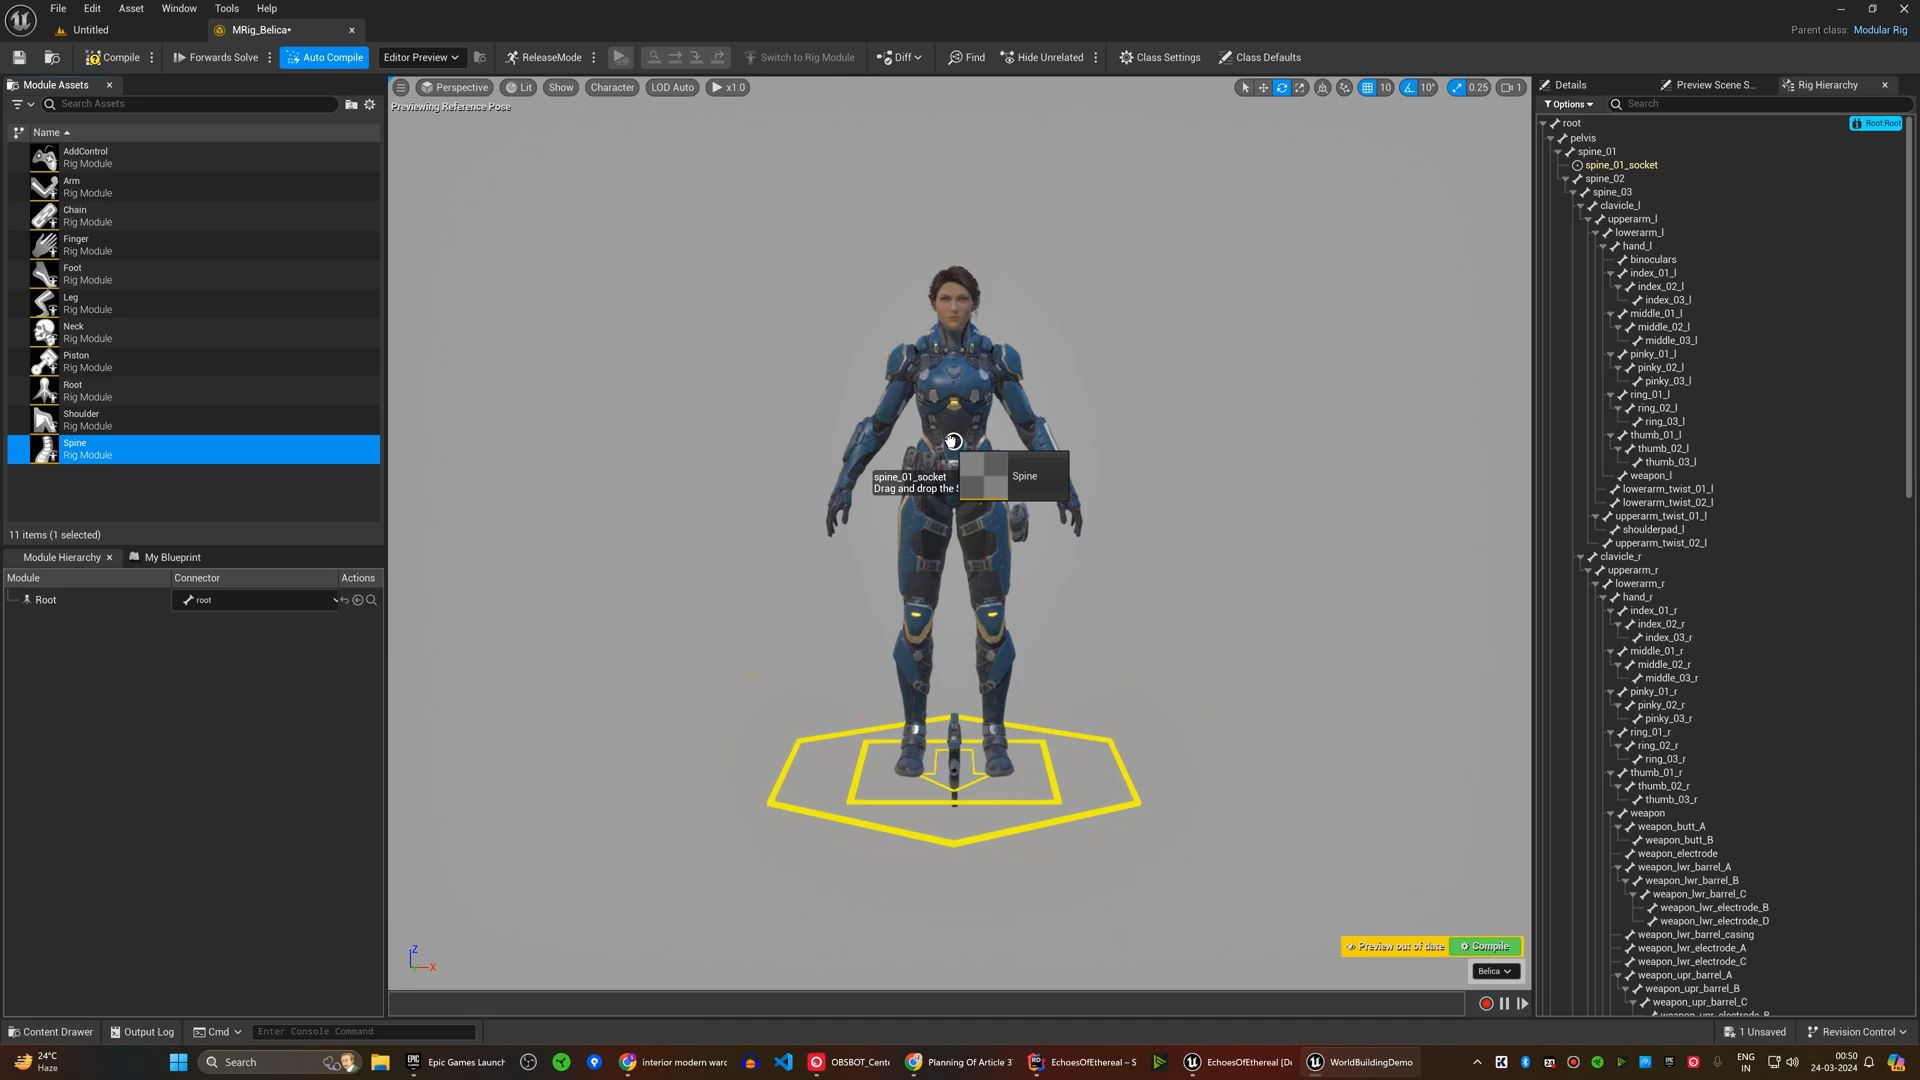 File Edit Asset Window Tools Help
Untitled
MRig_Belica*
Parent class: Modular Rig
Compile
Forwards Solve
Auto Compile
Editor Preview
ReleaseMode
Switch to Rig Module
Diff
Find
Hide Unrelated
Class Settings
Class Defaults
Module Assets
Search Assets
Name
AddControl
Rig Module
Arm
Rig Module
Chain
Rig Module
Finger
Rig Module
Foot
Rig Module
Leg
Rig Module
Neck
Rig Module
Piston
Rig Module
Root
Rig Module
Shoulder
Rig Module
Spine
Rig Module
11 items (1 selected)
Module Hierarchy
My Blueprint
Module Connector Actions
Root root
Perspective Lit Show Character LOD Auto x1.0
10 10° 0.25 1
Previewing Reference Pose
spine_01_socket
Drag and drop the
Spine
Z
X
Preview out of date Compile
Belica
Details
Preview Scene S...
Rig Hierarchy
Options
Search
root
Root:Root
pelvis
spine_01
spine_01_socket
spine_02
spine_03
clavicle_l
upperarm_l
lowerarm_l
hand_l
binoculars
index_01_l
index_02_l
index_03_l
middle_01_l
middle_02_l
middle_03_l
pinky_01_l
pinky_02_l
pinky_03_l
ring_01_l
ring_02_l
ring_03_l
thumb_01_l
thumb_02_l
thumb_03_l
weapon_l
lowerarm_twist_01_l
lowerarm_twist_02_l
upperarm_twist_01_l
shoulderpad_l
upperarm_twist_02_l
clavicle_r
upperarm_r
lowerarm_r
hand_r
index_01_r
index_02_r
index_03_r
middle_01_r
middle_02_r
middle_03_r
pinky_01_r
pinky_02_r
pinky_03_r
ring_01_r
ring_02_r
ring_03_r
thumb_01_r
thumb_02_r
thumb_03_r
weapon
weapon_butt_A
weapon_butt_B
weapon_electrode
weapon_lwr_barrel_A
weapon_lwr_barrel_B
weapon_lwr_barrel_C
weapon_lwr_electrode_B
weapon_lwr_electrode_D
weapon_lwr_barrel_casing
weapon_lwr_electrode_A
weapon_lwr_electrode_C
weapon_upr_barrel_A
weapon_upr_barrel_B
weapon_upr_barrel_C
Content Drawer
Output Log
Cmd
Enter Console Command
1 Unsaved
Revision Control
24°C
Haze
Search
Epic Games Launch
interior modern warc
OBSBOT_Cente
Planning Of Article 3
EchoesOfEthereal – S
EchoesOfEthereal [De
WorldBuildingDemo
ENG
IN
00:50
24-03-2024